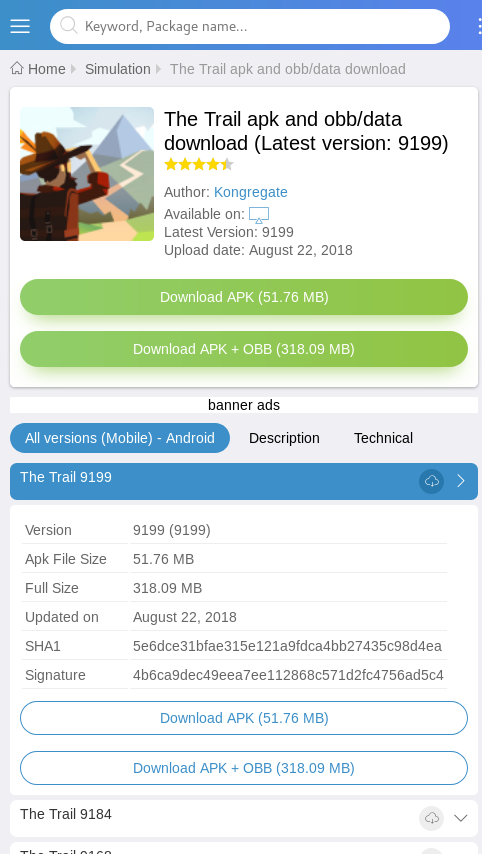 Keyword, Package name...
Home Simulation The Trail apk and obb/data download
The Trail apk and obb/data
download (Latest version: 9199)
Author: Kongregate
Available on:
Latest Version: 9199
Upload date: August 22, 2018
Download APK (51.76 MB)
Download APK + OBB (318.09 MB)
banner ads
All versions (Mobile) - Android Description Technical
The Trail 9199
Version 9199 (9199)
Apk File Size 51.76 MB
Full Size 318.09 MB
Updated on August 22, 2018
SHA1 5e6dce31bfae315e121a9fdca4bb27435c98d4ea
Signature 4b6ca9dec49eea7ee112868c571d2fc4756ad5c4
Download APK (51.76 MB)
Download APK + OBB (318.09 MB)
The Trail 9184
The Trail 9168